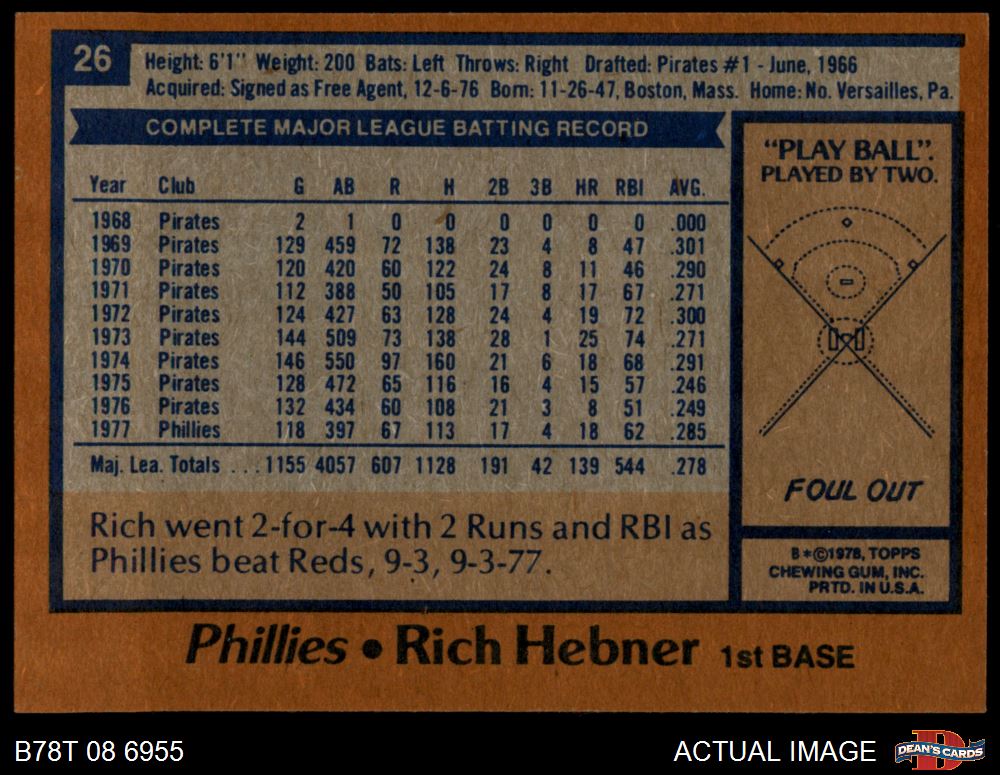 26
Height: 6'1" Weight: 200 Bats: Left Throws: Right Drafted: Pirates #1 - June, 1966
Acquired: Signed as Free Agent, 12-6-76 Born: 11-26-47, Boston, Mass. Home: No. Versailles, Pa.
COMPLETE MAJOR LEAGUE BATTING RECORD
Year Club G AB R H 2B 3B HR RBI AVG.
1968 Pirates 2 1 0 0 0 0 0 0 .000
1969 Pirates 129 459 72 138 23 4 8 47 .301
1970 Pirates 120 420 60 122 24 8 11 46 .290
1971 Pirates 112 388 50 105 17 8 17 67 .271
1972 Pirates 124 427 63 128 24 4 19 72 .300
1973 Pirates 144 509 73 138 28 1 25 74 .271
1974 Pirates 146 550 97 160 21 6 18 68 .291
1975 Pirates 128 472 65 116 16 4 15 57 .246
1976 Pirates 132 434 60 108 21 3 8 51 .249
1977 Phillies 118 397 67 113 17 4 18 62 .285
Maj. Lea. Totals ...1155 4057 607 1128 191 42 139 544 .278
Rich went 2-for-4 with 2 Runs and RBI as
Phillies beat Reds, 9-3, 9-3-77.
"PLAY BALL".
PLAYED BY TWO.
FOUL OUT
B*©1978, TOPPS
CHEWING GUM, INC.
PRTD. IN U.S.A.
Phillies • Rich Hebner 1st BASE
B78T 08 6955
ACTUAL IMAGE
DEAN'S CARDS